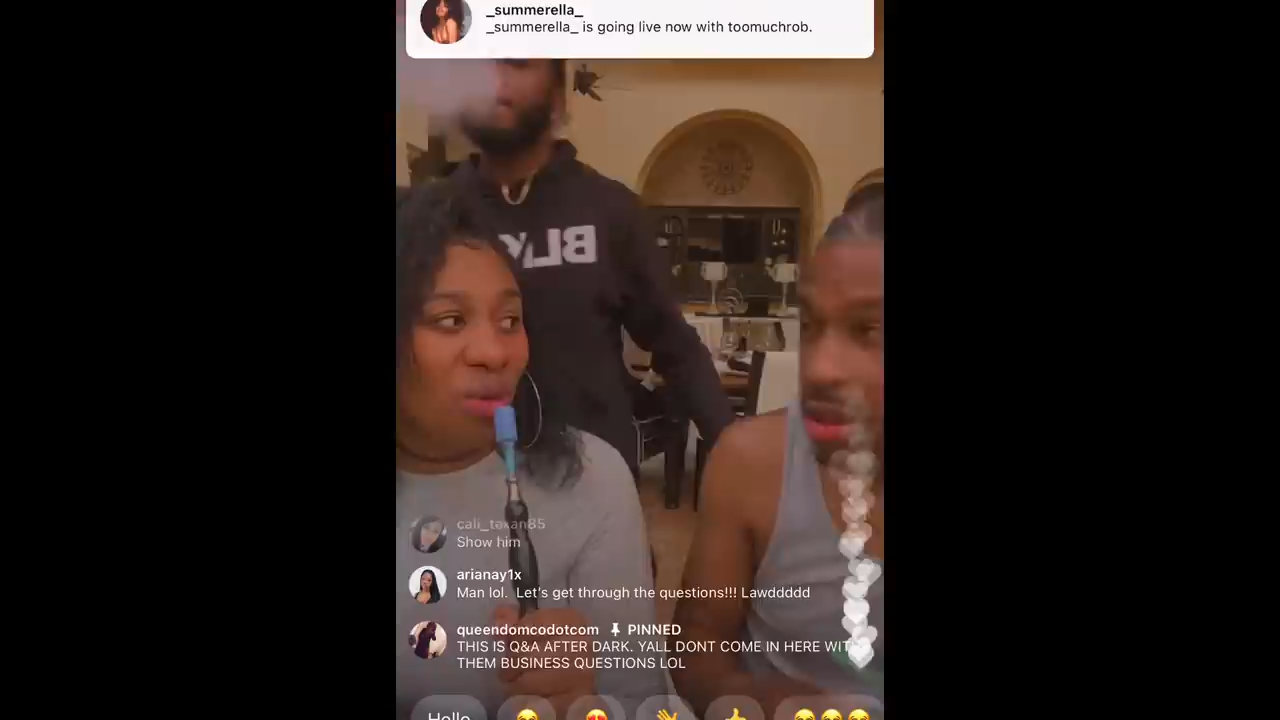 _summerella_
_summerella_ is going live now with toomuchrob.
BLK
cali_texan85
Show him
arianay1x
Man lol.  Let's get through the questions!!! Lawddddd
queendomcodotcom PINNED
THIS IS Q&A AFTER DARK. YALL DONT COME IN HERE WITH
THEM BUSINESS QUESTIONS LOL
Hello